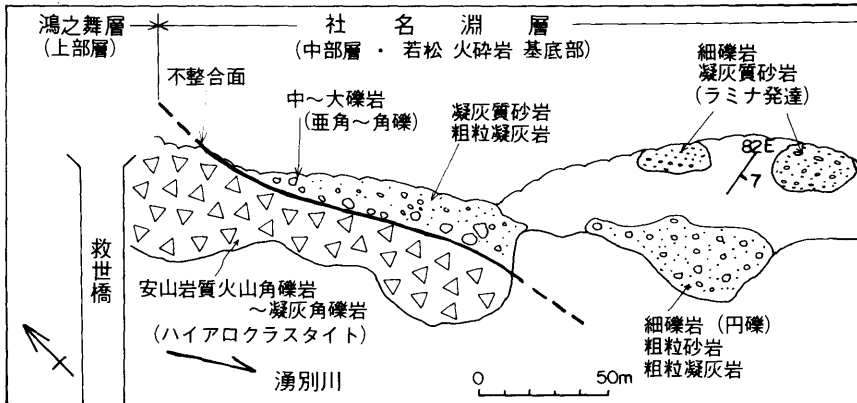 鴻之舞層
(上部層)
社名淵層
(中部層・若松火砕岩基底部)
不整合面
中～大礫岩
(亜角～角礫)
凝灰質砂岩
粗粒凝灰岩
細礫岩
凝灰質砂岩
(ラミナ発達)
82E
7
救世橋
安山岩質火山角礫岩
～凝灰角礫岩
(ハイアロクラスタイト)
細礫岩(円礫)
粗粒砂岩
粗粒凝灰岩
湧別川
0 50m